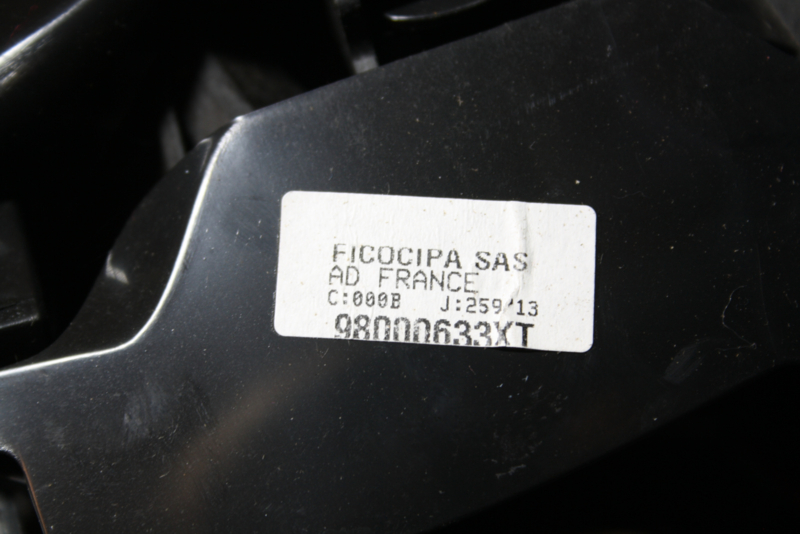 FICOCIPA SAS
AD FRANCE
C:000B J:259/13
98000633XT